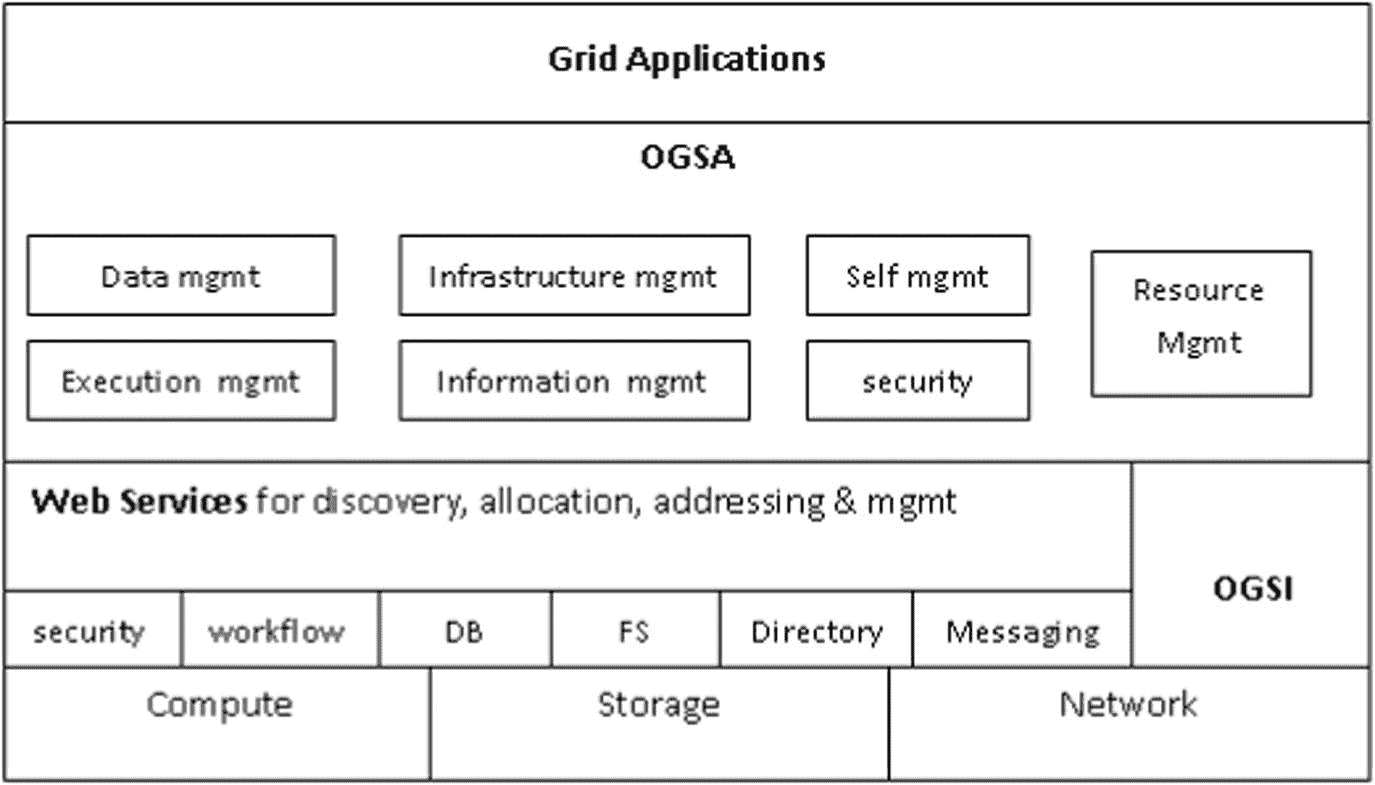 Grid Applications
OGSA
Data mgmt
Infrastructure mgmt
Self mgmt
Resource
Mgmt
Execution mgmt
Information mgmt
security
Web Services for discovery, allocation, addressing & mgmt
OGSI
security
workflow
DB
FS
Directory
Messaging
Compute
Storage
Network